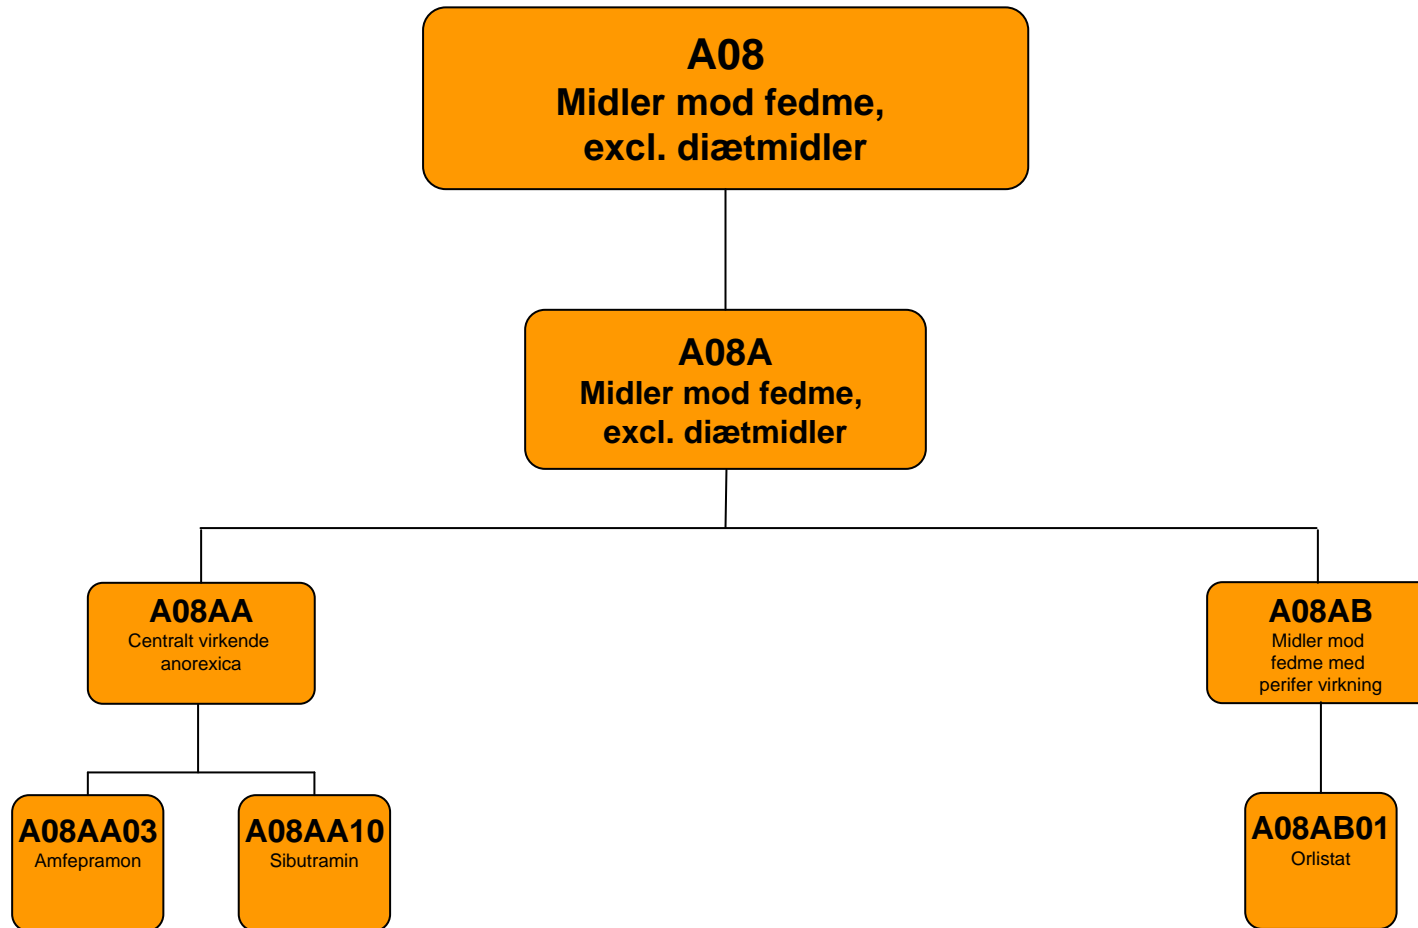 A08
Midler mod fedme,
excl. diætmidler
A08A
Midler mod fedme,
excl. diætmidler
A08AA
Centralt virkende
anorexica
A08AB
Midler mod
fedme med
perifer virkning
A08AA03
Amfepramon
A08AA10
Sibutramin
A08AB01
Orlistat